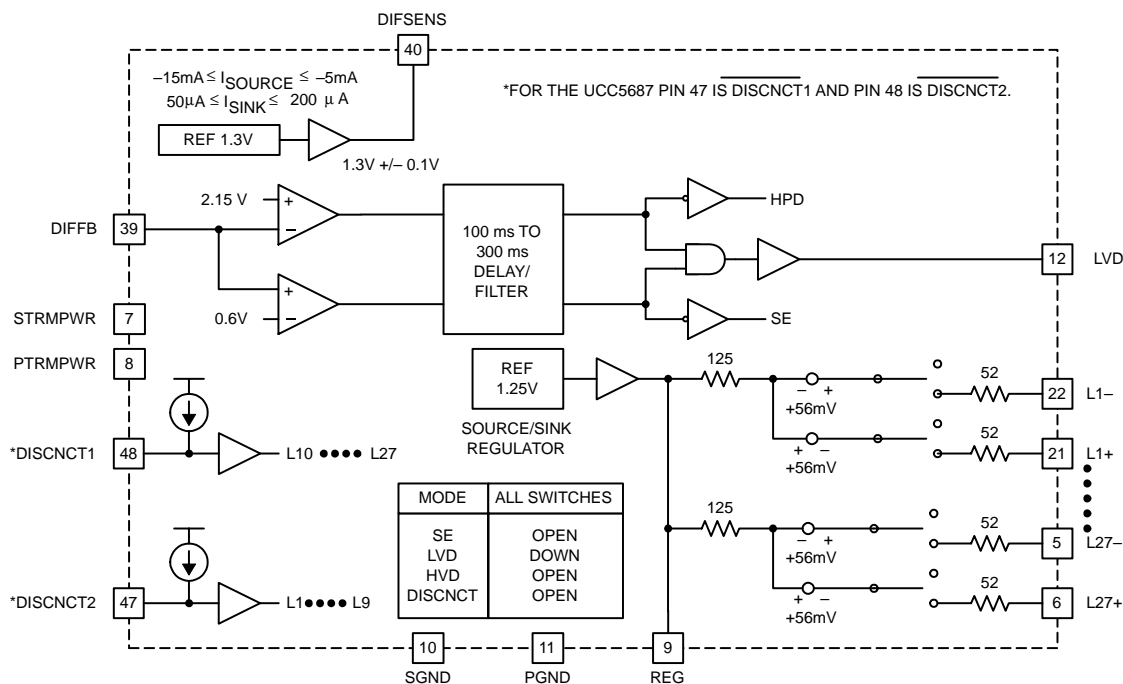 DIFSENS
40
–15mA ≤ ISOURCE ≤ –5mA
50µA ≤ ISINK ≤ 200 µ A
*FOR THE UCC5687 PIN 47 IS DISCNCT1 AND PIN 48 IS DISCNCT2.
REF 1.3V
1.3V +/– 0.1V
2.15 V
+
–
HPD
DIFFB
39
100 ms TO
300 ms
DELAY/
FILTER
12
LVD
+
–
0.6V
SE
STRMPWR
7
PTRMPWR
8
REF
1.25V
SOURCE/SINK
REGULATOR
125
– +
+56mV
52
22
L1–
+ –
+56mV
52
21
L1+
*DISCNCT1
48
L10 •••• L27
MODE ALL SWITCHES
SE OPEN
LVD DOWN
HVD OPEN
DISCNCT OPEN
125
– +
+56mV
52
5
L27–
+ –
+56mV
52
6
L27+
*DISCNCT2
47
L1 •••• L9
10
SGND
11
PGND
9
REG